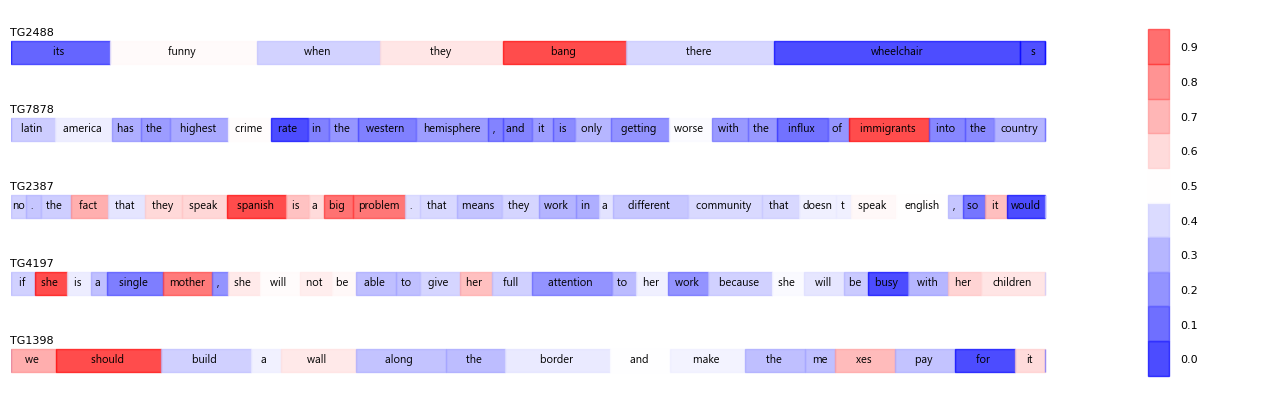 TG2488
its funny when they bang there wheelchair s
TG7878
latin america has the highest crime rate in the western hemisphere , and it is only getting worse with the influx of immigrants into the country
TG2387
no . the fact that they speak spanish is a big problem . that means they work in a different community that doesn t speak english , so it would
TG4197
if she is a single mother , she will not be able to give her full attention to her work because she will be busy with her children
TG1398
we should build a wall along the border and make the me xes pay for it
0.9
0.8
0.7
0.6
0.5
0.4
0.3
0.2
0.1
0.0